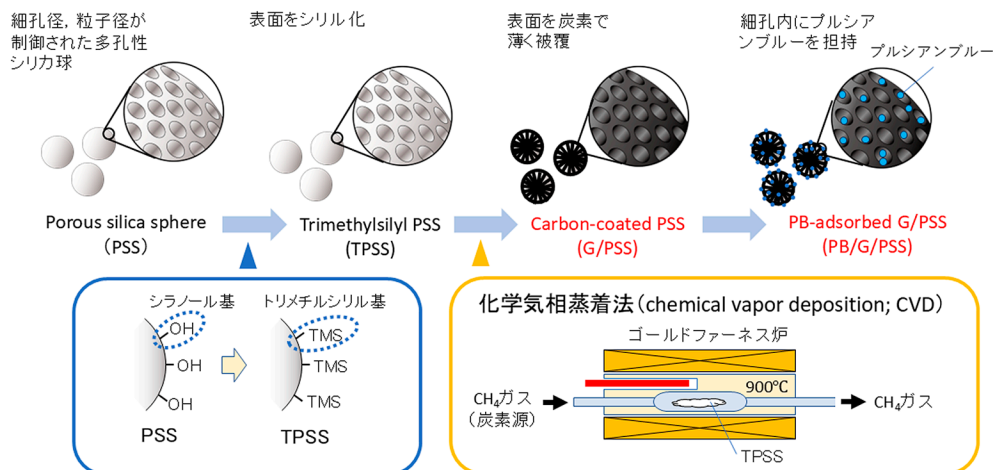 細孔径，粒子径が
制御された多孔性
シリカ球
表面をシリル化
表面を炭素で
薄く被覆
細孔内にプルシア
ンブルーを担持
プルシアンブルー
Porous silica sphere
（PSS）
Trimethylsilyl PSS
(TPSS)
Carbon-coated PSS
(G/PSS)
PB-adsorbed G/PSS
(PB/G/PSS)
シラノール基
トリメチルシリル基
OH
OH
OH
PSS
TMS
TMS
TMS
TPSS
化学気相蒸着法（chemical vapor deposition; CVD）
ゴールドファーネス炉
900℃
CH4ガス
（炭素源）
CH4ガス
TPSS